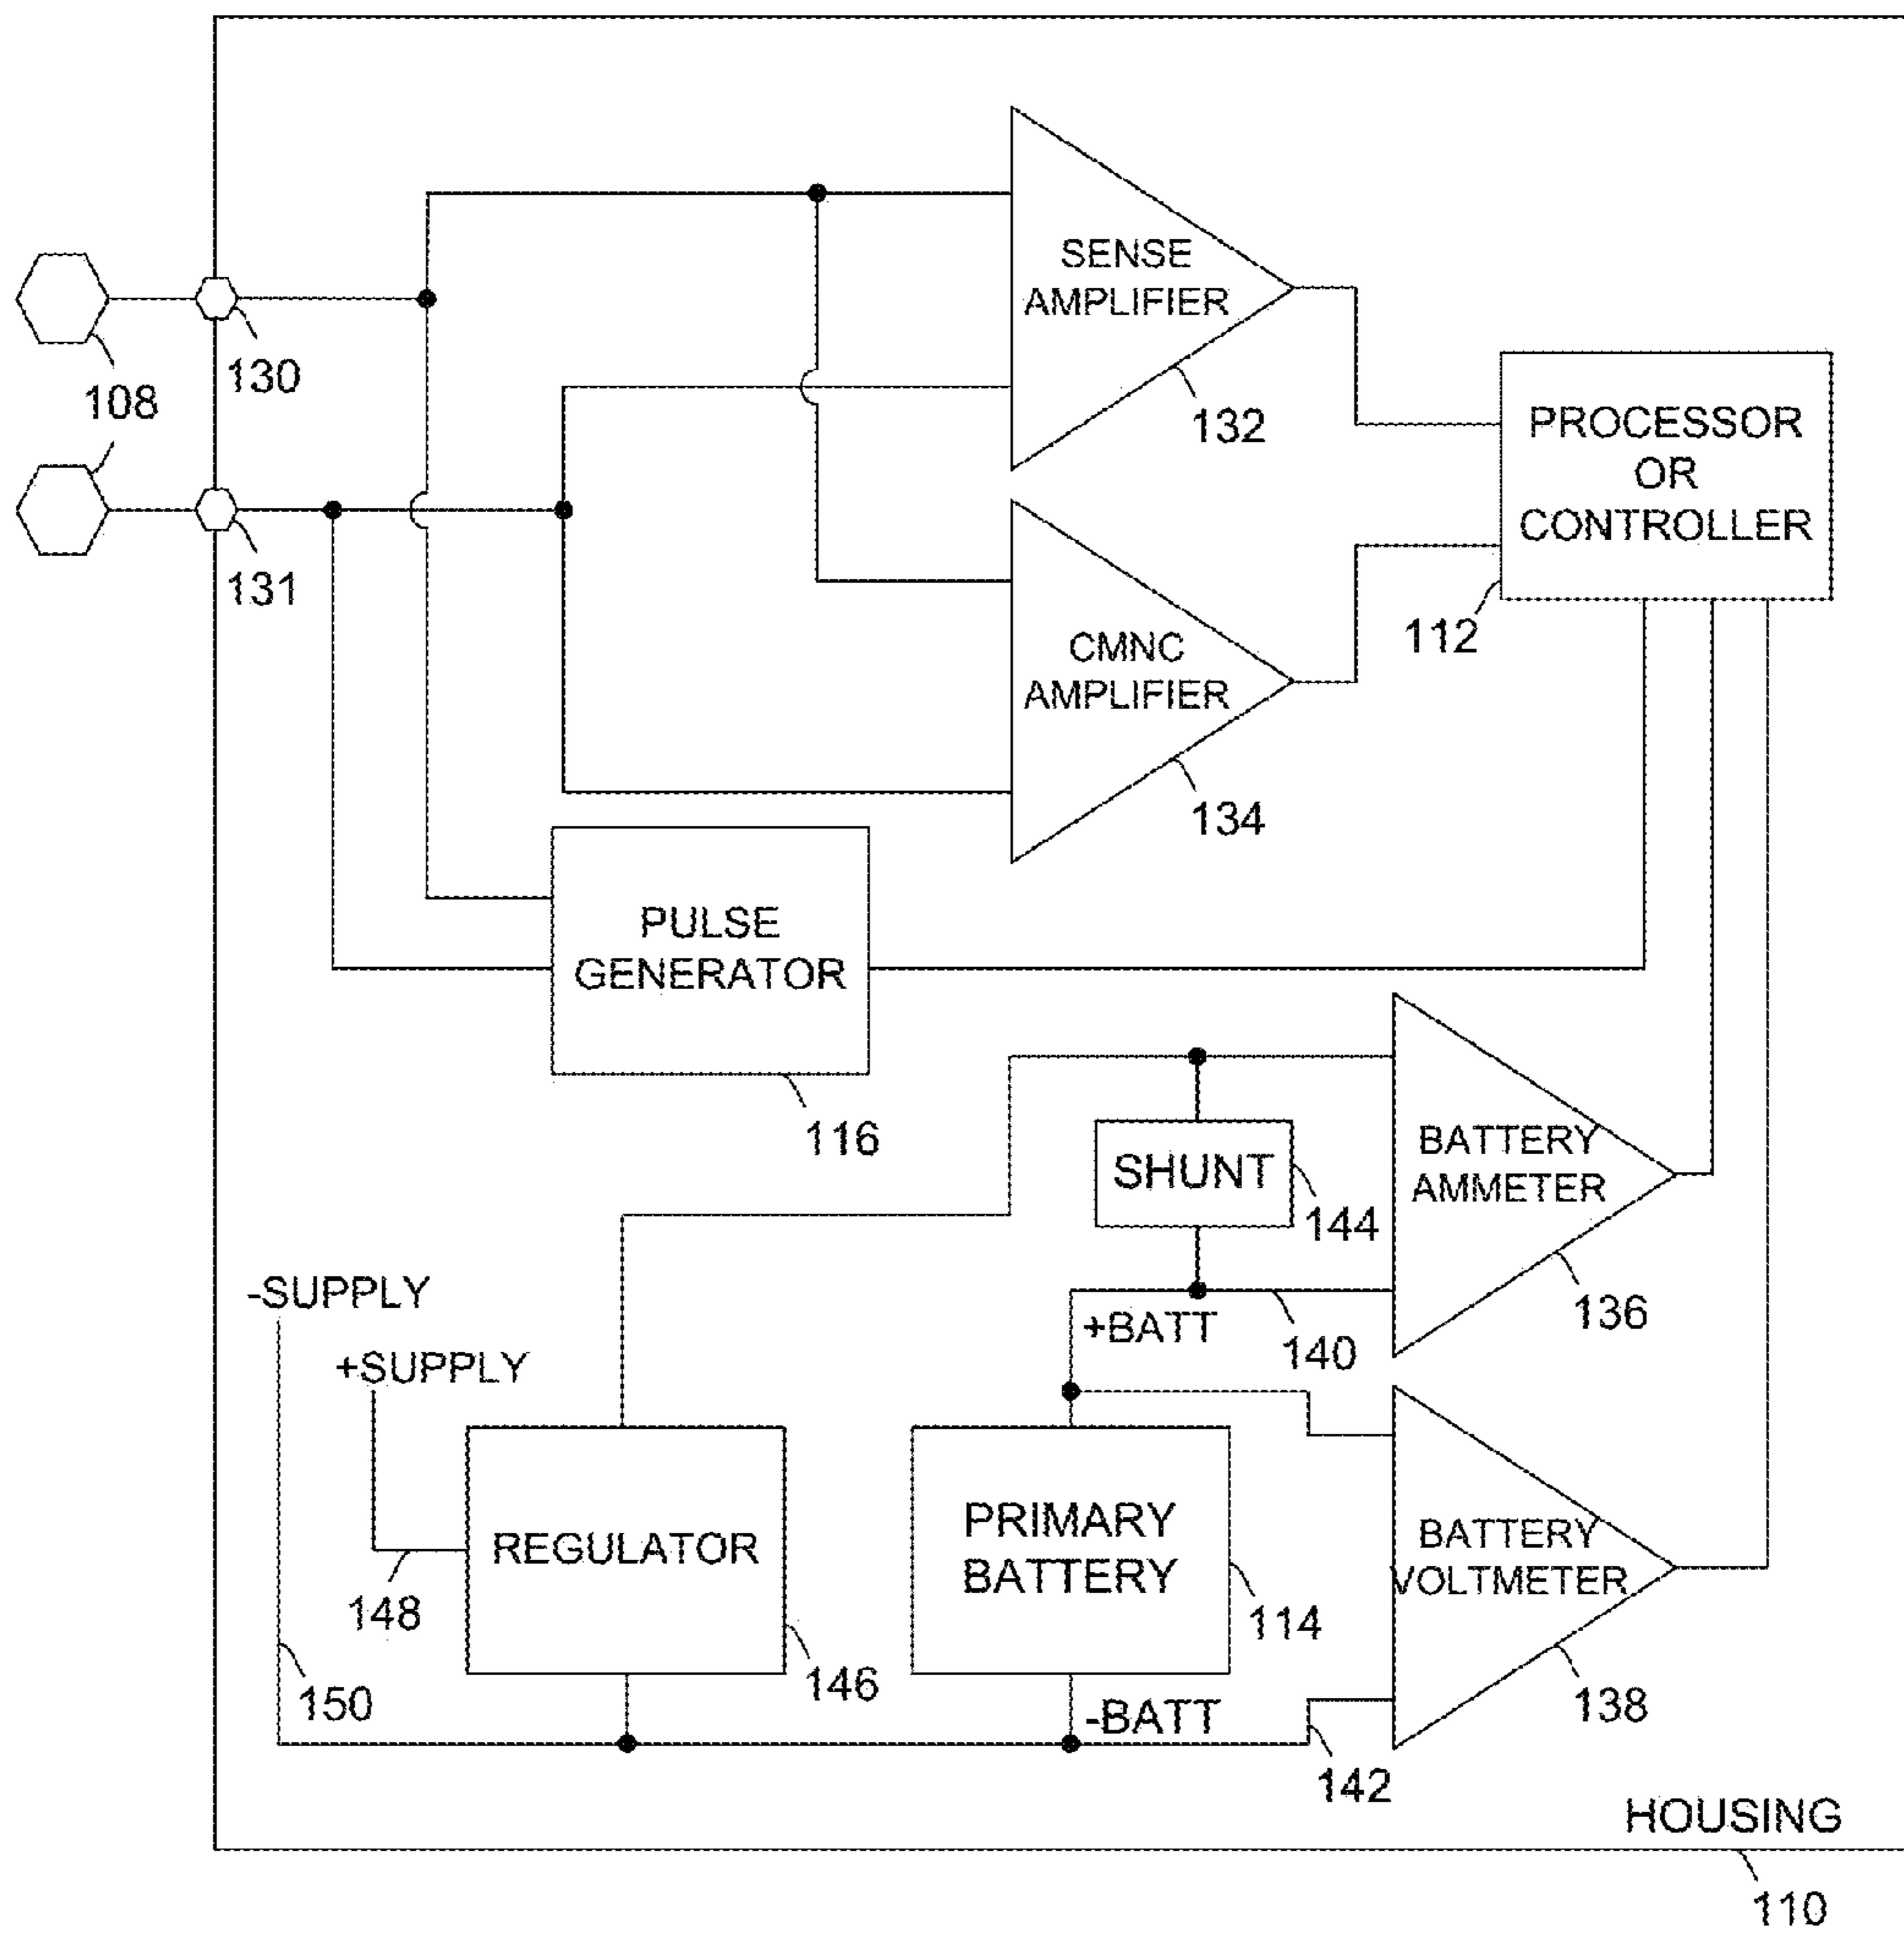 SENSE
AMPLIFIER
132
130
108
131
PROCESSOR
OR
CONTROLLER
112
CMNC
AMPLIFIER
134
PULSE
GENERATOR
116
BATTERY
AMMETER
136
SHUNT
144
+BATT
140
-SUPPLY
+SUPPLY
REGULATOR
148
146
150
PRIMARY
BATTERY
114
-BATT
BATTERY
VOLTMETER
138
142
HOUSING
110